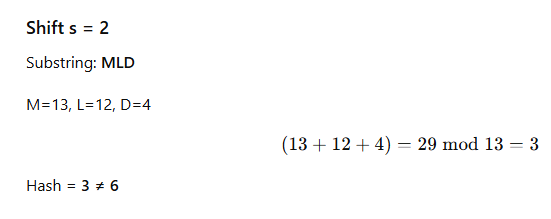 Shift s = 2
Substring: MLD
M=13, L=12, D=4
(13 + 12 + 4) = 29 mod 13 = 3
Hash = 3 ≠ 6